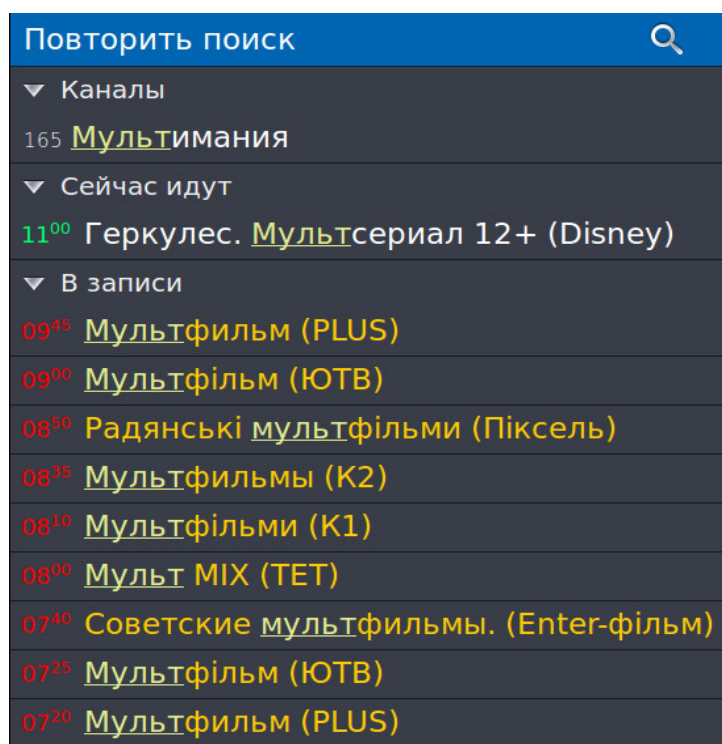 Повторить поиск
Каналы
165 Мультимания
Сейчас идут
11⁰⁰ Геркулес. Мультсериал 12+ (Disney)
В записи
09⁴⁵ Мультфильм (PLUS)
09⁰⁰ Мультфільм (ЮТВ)
08⁵⁰ Радянські мультфільми (Піксель)
08³⁵ Мультфильмы (К2)
08¹⁰ Мультфільми (К1)
08⁰⁰ Мульт MIX (ТЕТ)
07⁴⁰ Советские мультфильмы. (Enter-фільм)
07²⁵ Мультфільм (ЮТВ)
07²⁰ Мультфильм (PLUS)